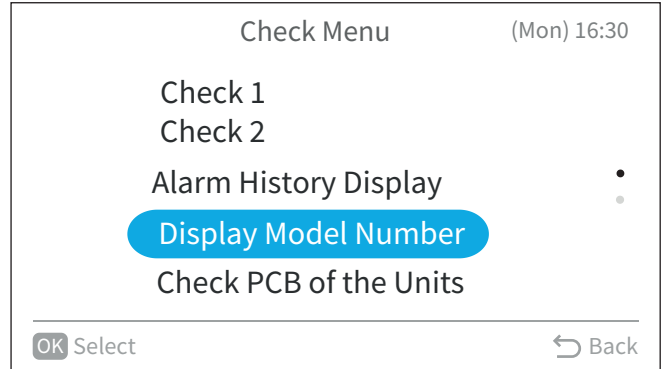 Check Menu (Mon) 16:30
Check 1
Check 2
Alarm History Display
Display Model Number
Check PCB of the Units
OK Select Back